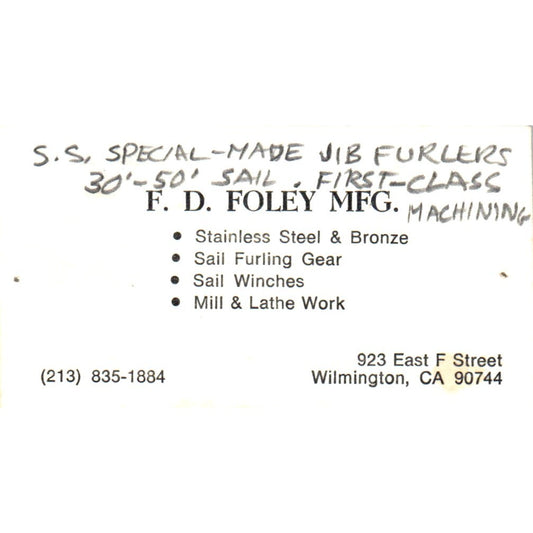 S.S. SPECIAL-MADE JIB FURLERS
30'-50' SAIL. FIRST-CLASS
MACHINING
F. D. FOLEY MFG.
• Stainless Steel & Bronze
• Sail Furling Gear
• Sail Winches
• Mill & Lathe Work
(213) 835-1884
923 East F Street
Wilmington, CA 90744